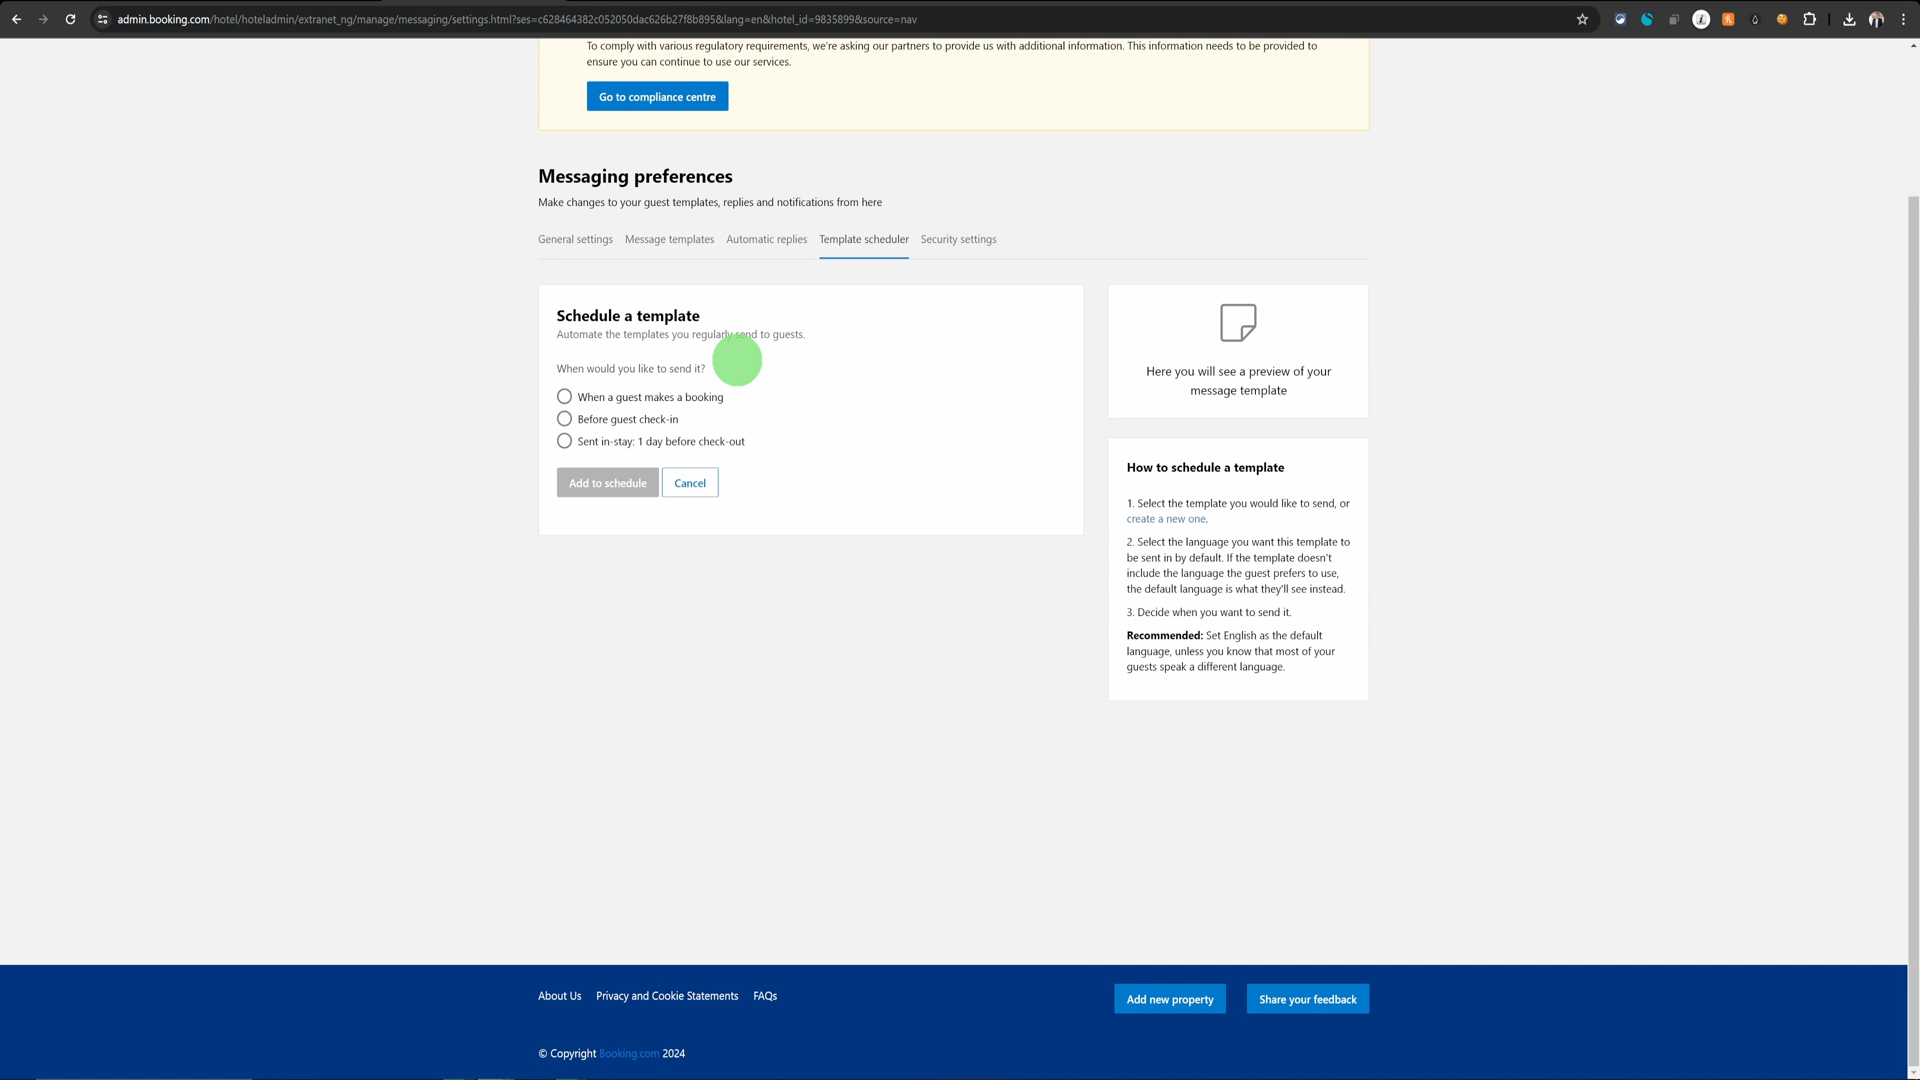 admin.booking.com/hotel/hoteladmin/extranet_ng/manage/messaging/settings.html?ses=c628464382c052050dac626b27f8b895&lang=en&hotel_id=9835899&source=nav
To comply with various regulatory requirements, we're asking our partners to provide us with additional information. This information needs to be provided to
ensure you can continue to use our services.
Go to compliance centre
Messaging preferences
Make changes to your guest templates, replies and notifications from here
General settings Message templates Automatic replies Template scheduler Security settings
Schedule a template
Automate the templates you regularly send to guests.
When would you like to send it?
When a guest makes a booking
Before guest check-in
Sent in-stay: 1 day before check-out
Add to schedule Cancel
Here you will see a preview of your
message template
How to schedule a template
1. Select the template you would like to send, or
create a new one.
2. Select the language you want this template to
be sent in by default. If the template doesn't
include the language the guest prefers to use,
the default language is what they'll see instead.
3. Decide when you want to send it.
Recommended: Set English as the default
language, unless you know that most of your
guests speak a different language.
About Us Privacy and Cookie Statements FAQs
Add new property Share your feedback
© Copyright Booking.com 2024